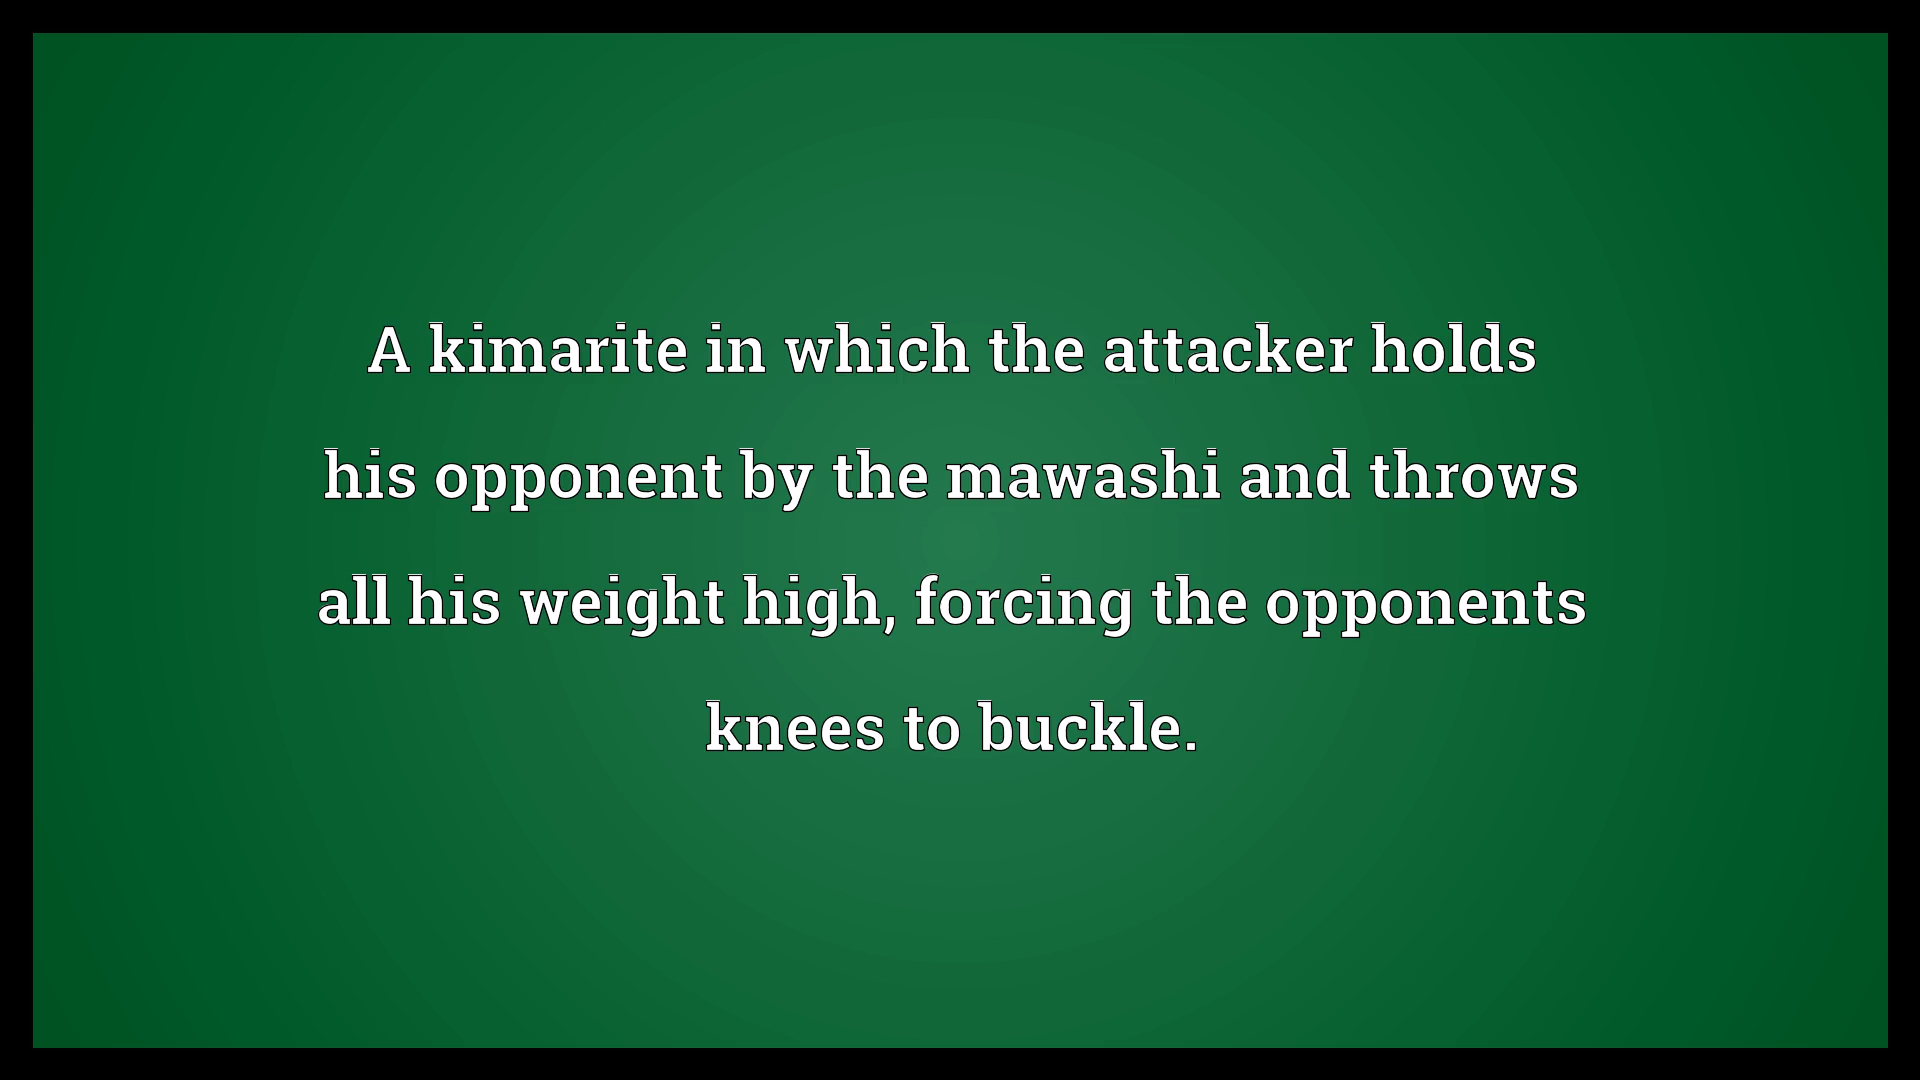 A kimarite in which the attacker holds
his opponent by the mawashi and throws
all his weight high, forcing the opponents
knees to buckle.